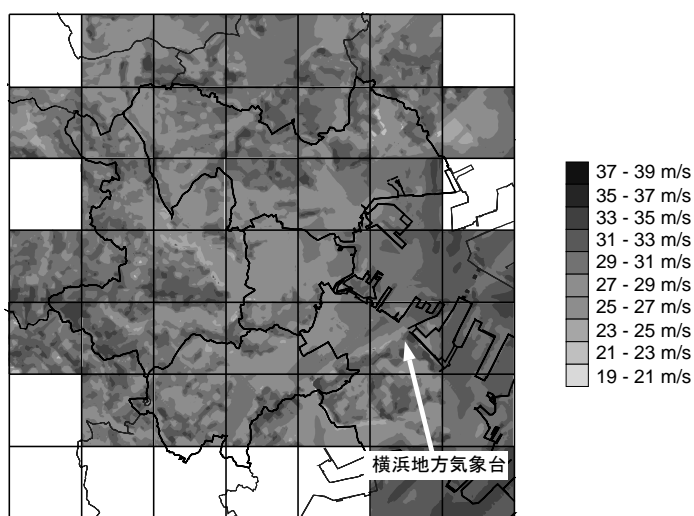 37 - 39 m/s
35 - 37 m/s
33 - 35 m/s
31 - 33 m/s
29 - 31 m/s
27 - 29 m/s
25 - 27 m/s
23 - 25 m/s
21 - 23 m/s
19 - 21 m/s
横浜地方気象台